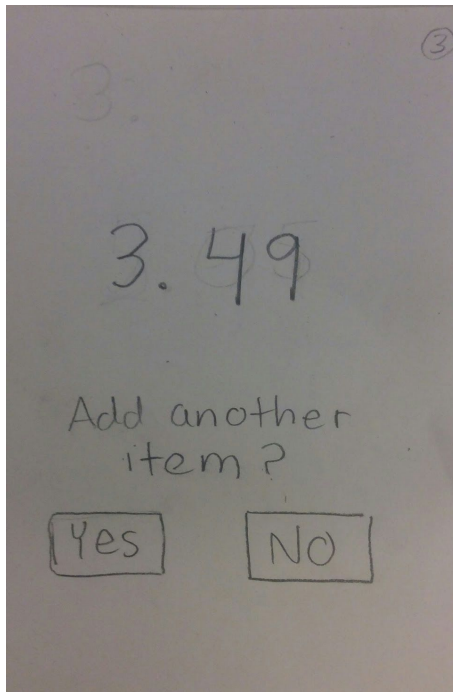 3
3.49
Add another
item?
Yes
NO